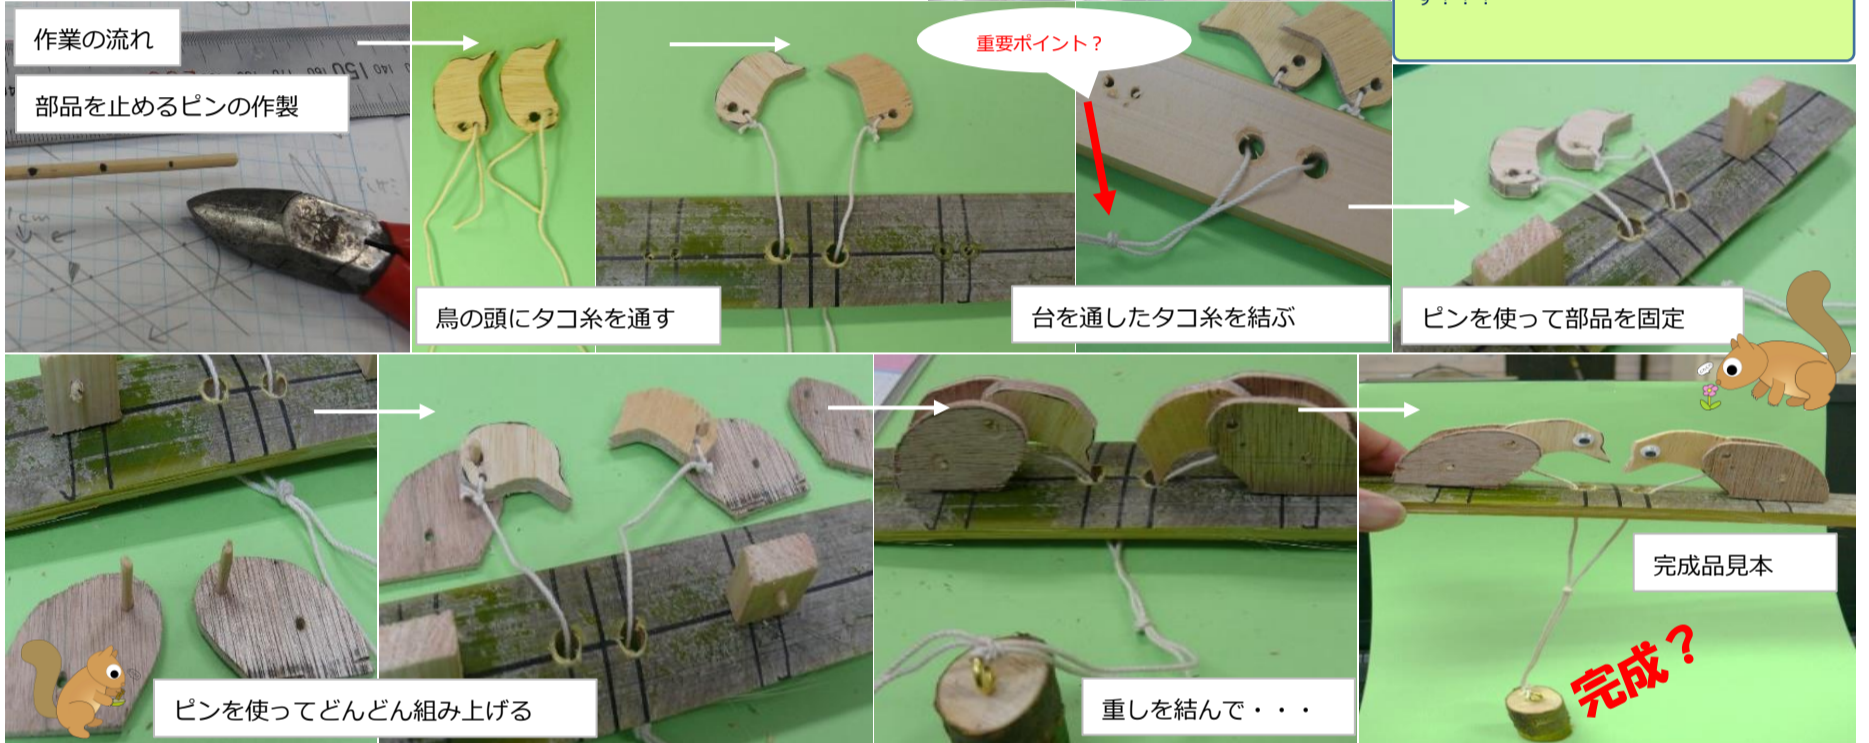 作業の流れ
部品を止めるピンの作製
重要ポイント？
す・・・
鳥の頭にタコ糸を通す
台を通したタコ糸を結ぶ
ピンを使って部品を固定
ピンを使ってどんどん組み上げる
重しを結んで・・・
完成品見本
完成？